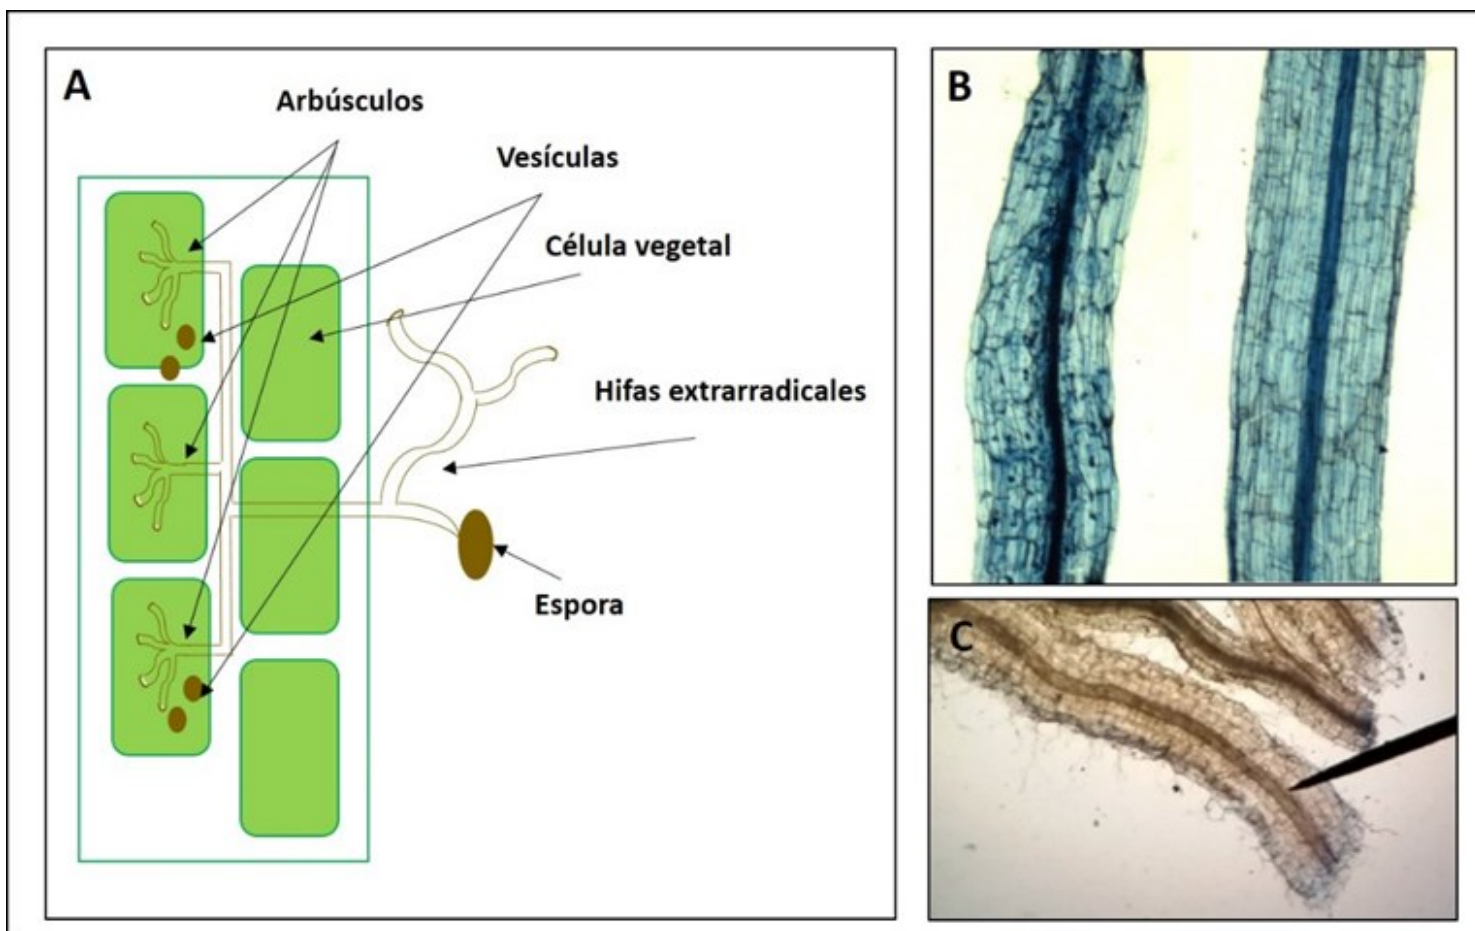 A
Arbúsculos
Vesículas
Célula vegetal
Hifas extrarradicales
Espora
B
C